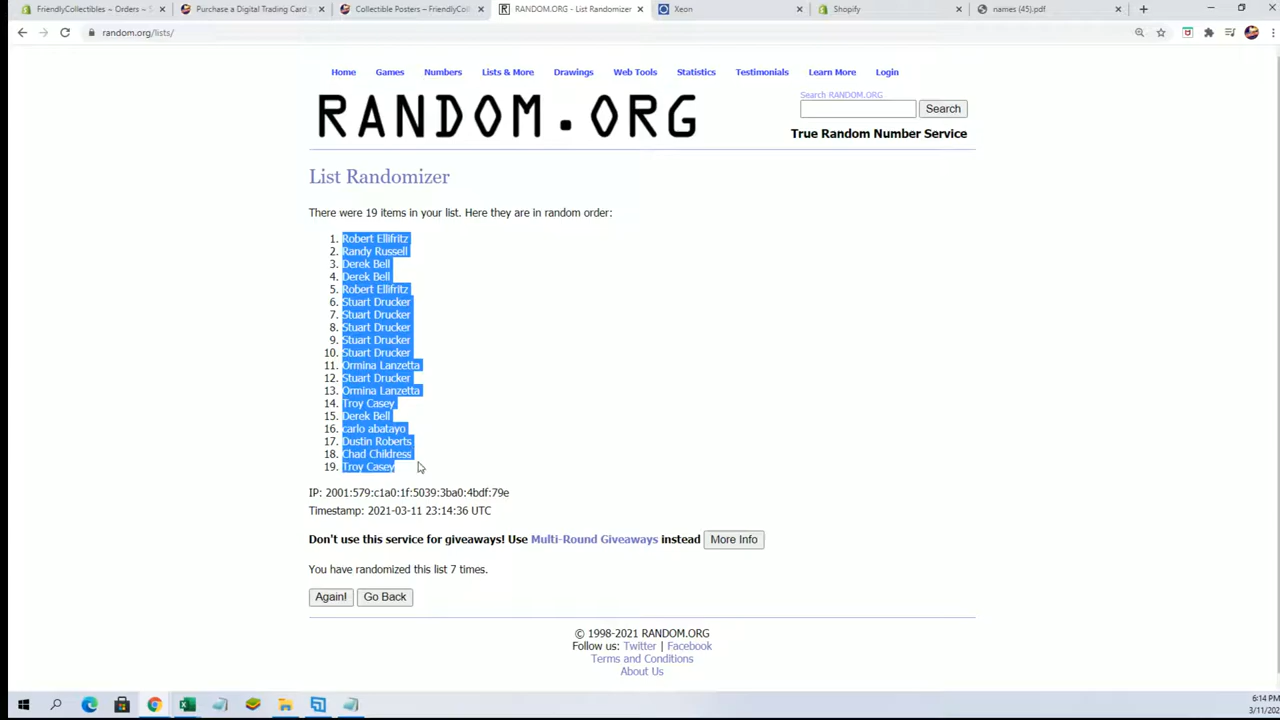 FriendlyCollectibles ~ Orders ~ S
Purchase a Digital Trading Card
Collectible Posters – FriendlyCol
RANDOM.ORG - List Randomizer
Xeon
Shopify
names (45).pdf
random.org/lists/
Home Games Numbers Lists & More Drawings Web Tools Statistics Testimonials Learn More Login
Search RANDOM.ORG
RANDOM.ORG
Search
True Random Number Service
List Randomizer
There were 19 items in your list. Here they are in random order:
1. Robert Ellifritz
2. Randy Russell
3. Derek Bell
4. Derek Bell
5. Robert Ellifritz
6. Stuart Drucker
7. Stuart Drucker
8. Stuart Drucker
9. Stuart Drucker
10. Stuart Drucker
11. Ormina Lanzetta
12. Stuart Drucker
13. Ormina Lanzetta
14. Troy Casey
15. Derek Bell
16. carlo abatayo
17. Dustin Roberts
18. Chad Childress
19. Troy Casey
IP: 2001:579:c1a0:1f:5039:3ba0:4bdf:79e
Timestamp: 2021-03-11 23:14:36 UTC
Don't use this service for giveaways! Use Multi-Round Giveaways instead More Info
You have randomized this list 7 times.
Again! Go Back
© 1998-2021 RANDOM.ORG
Follow us: Twitter | Facebook
Terms and Conditions
About Us
6:14 PM
3/11/202